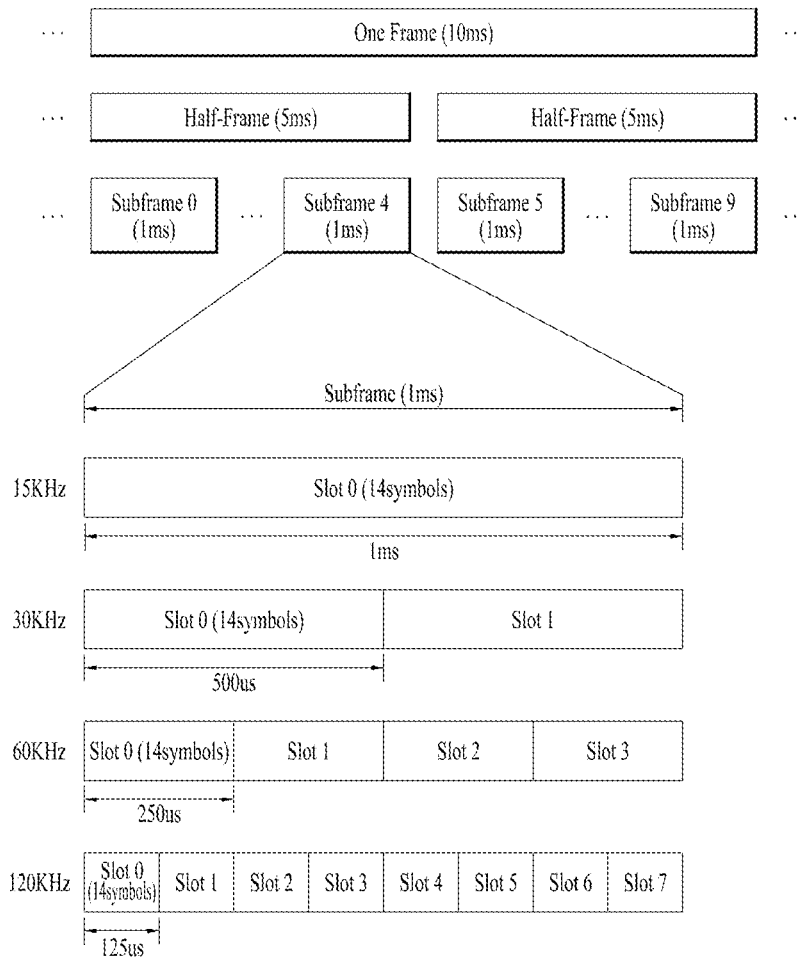 ... One Frame (10ms) ...
... Half-Frame (5ms) Half-Frame (5ms) ...
... Subframe 0 ... Subframe 4 Subframe 5 ... Subframe 9 ...
(1ms) (1ms) (1ms) (1ms)
Subframe (1ms)
15KHz Slot 0 (14symbols)
1ms
30KHz Slot 0 (14symbols) Slot 1
500us
60KHz Slot 0 (14symbols) Slot 1 Slot 2 Slot 3
250us
120KHz Slot 0 Slot 1 Slot 2 Slot 3 Slot 4 Slot 5 Slot 6 Slot 7
(14symbols)
125us